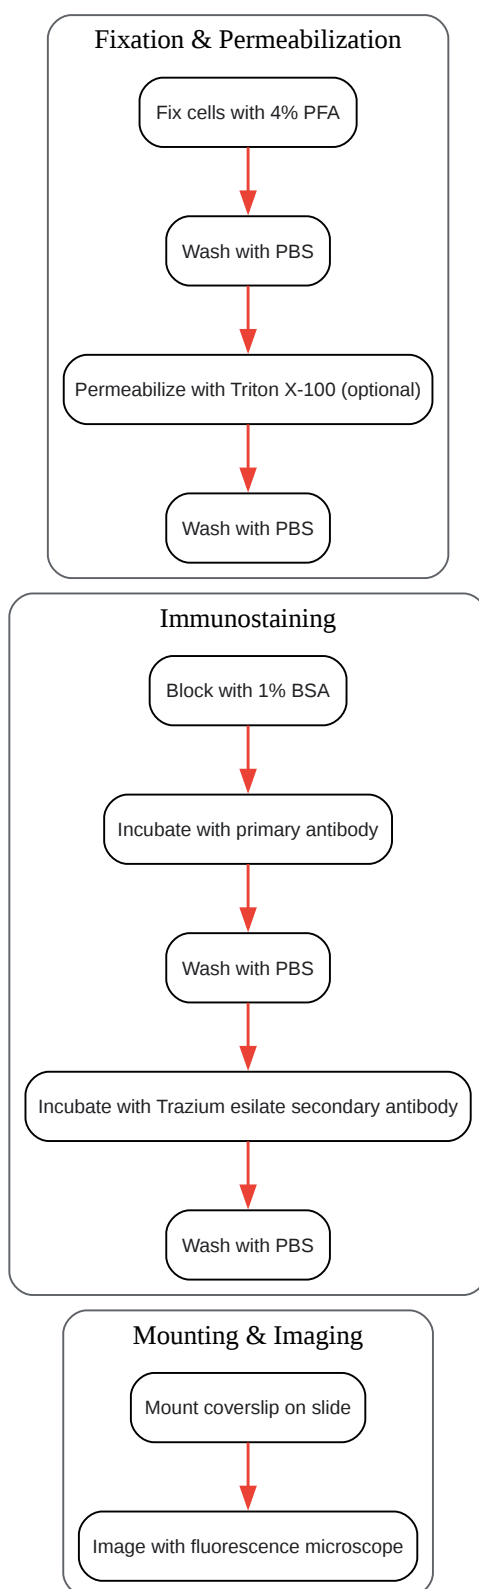 Fixation & Permeabilization
Fix cells with 4% PFA
Wash with PBS
Permeabilize with Triton X-100 (optional)
Wash with PBS
Immunostaining
Block with 1% BSA
Incubate with primary antibody
Wash with PBS
Incubate with Trazium esilate secondary antibody
Wash with PBS
Mounting & Imaging
Mount coverslip on slide
Image with fluorescence microscope